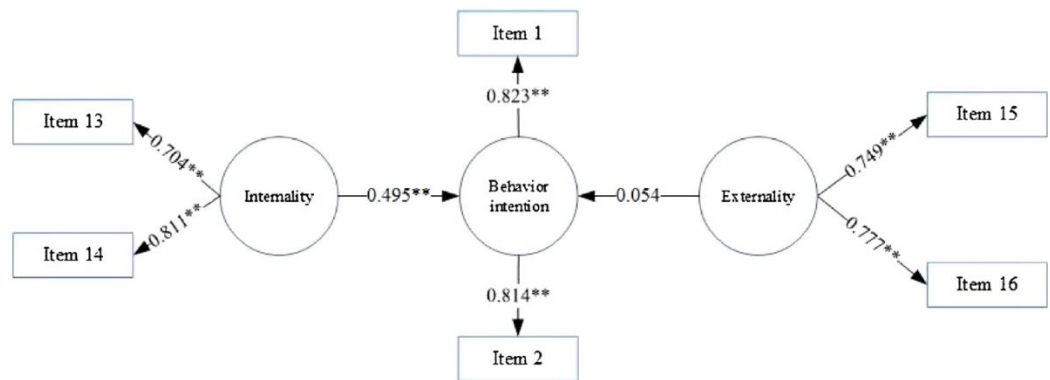 Item 1
0.823**
Item 13
0.704**
Internality
0.811**
Item 14
0.495**
Behavior
intention
0.054
Externality
0.749**
Item 15
0.777**
Item 16
0.814**
Item 2